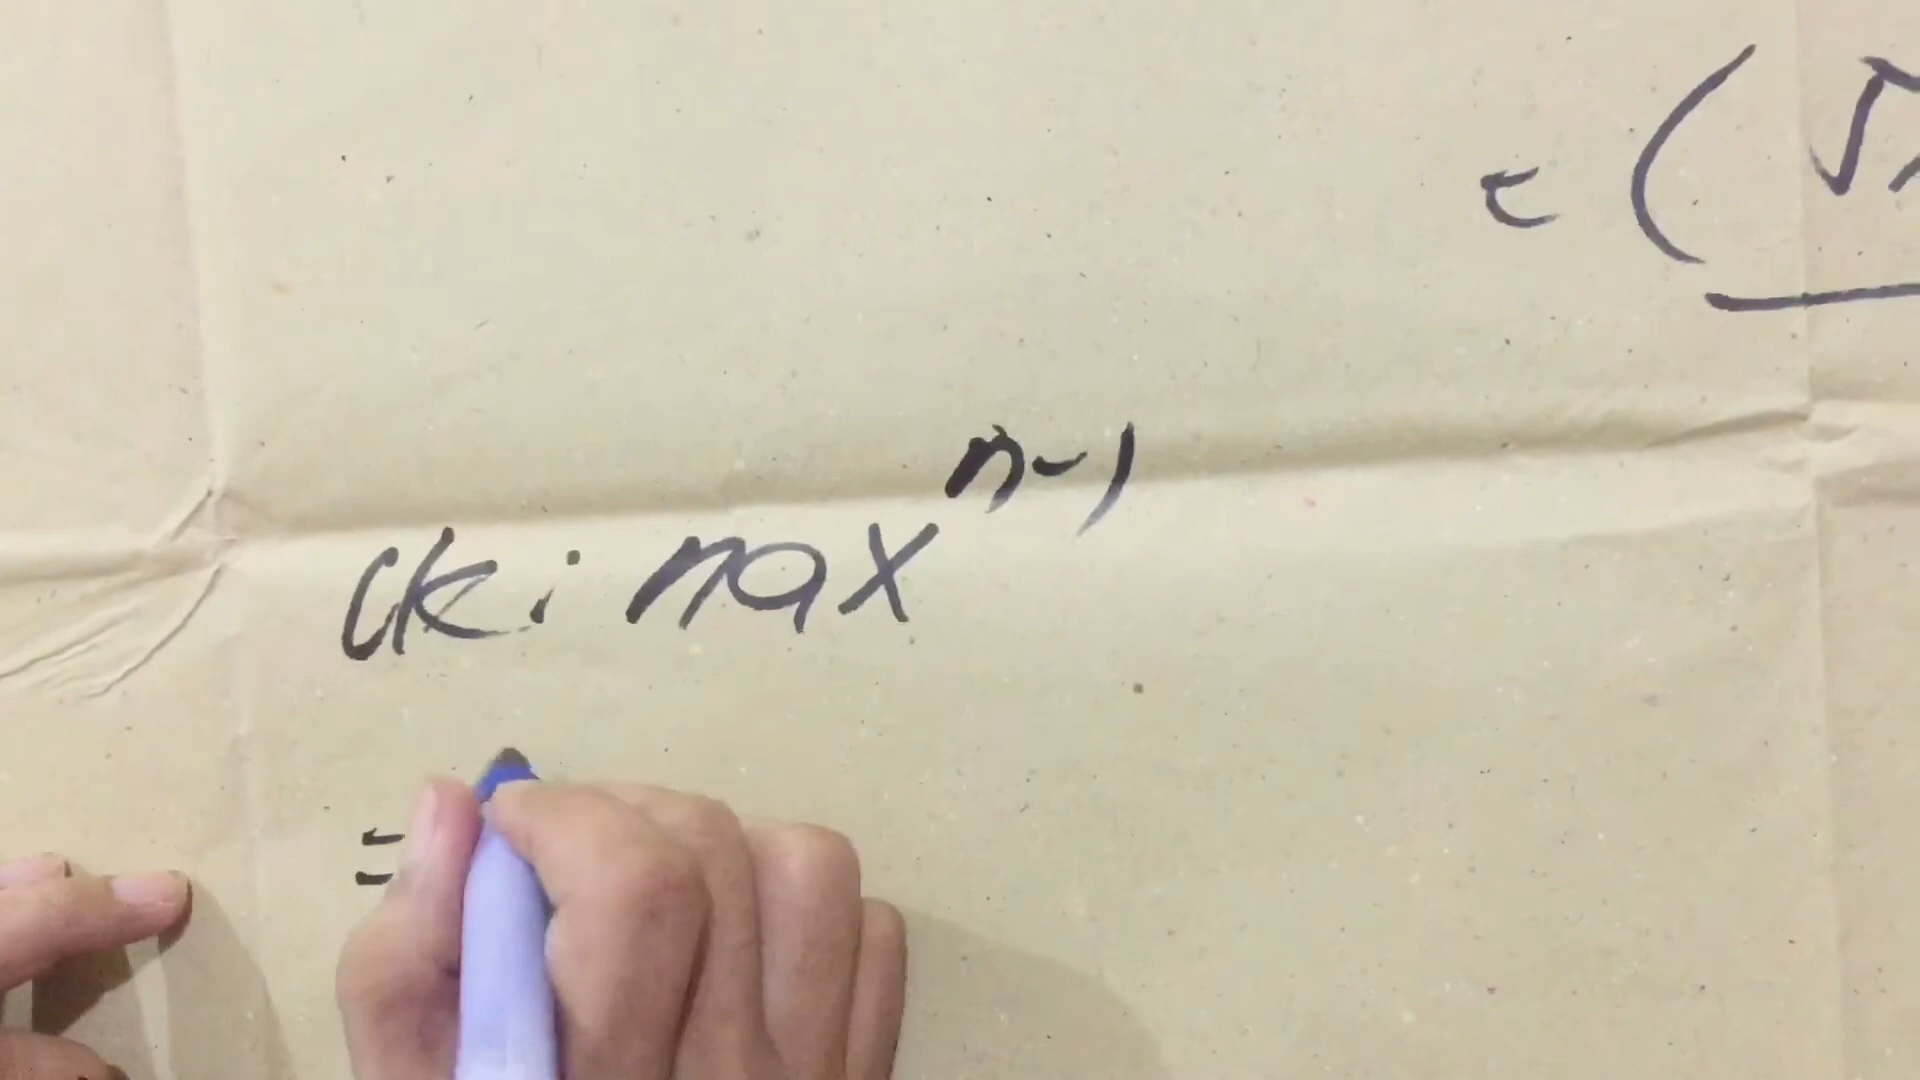 = (√
ck: nax^n-1
=